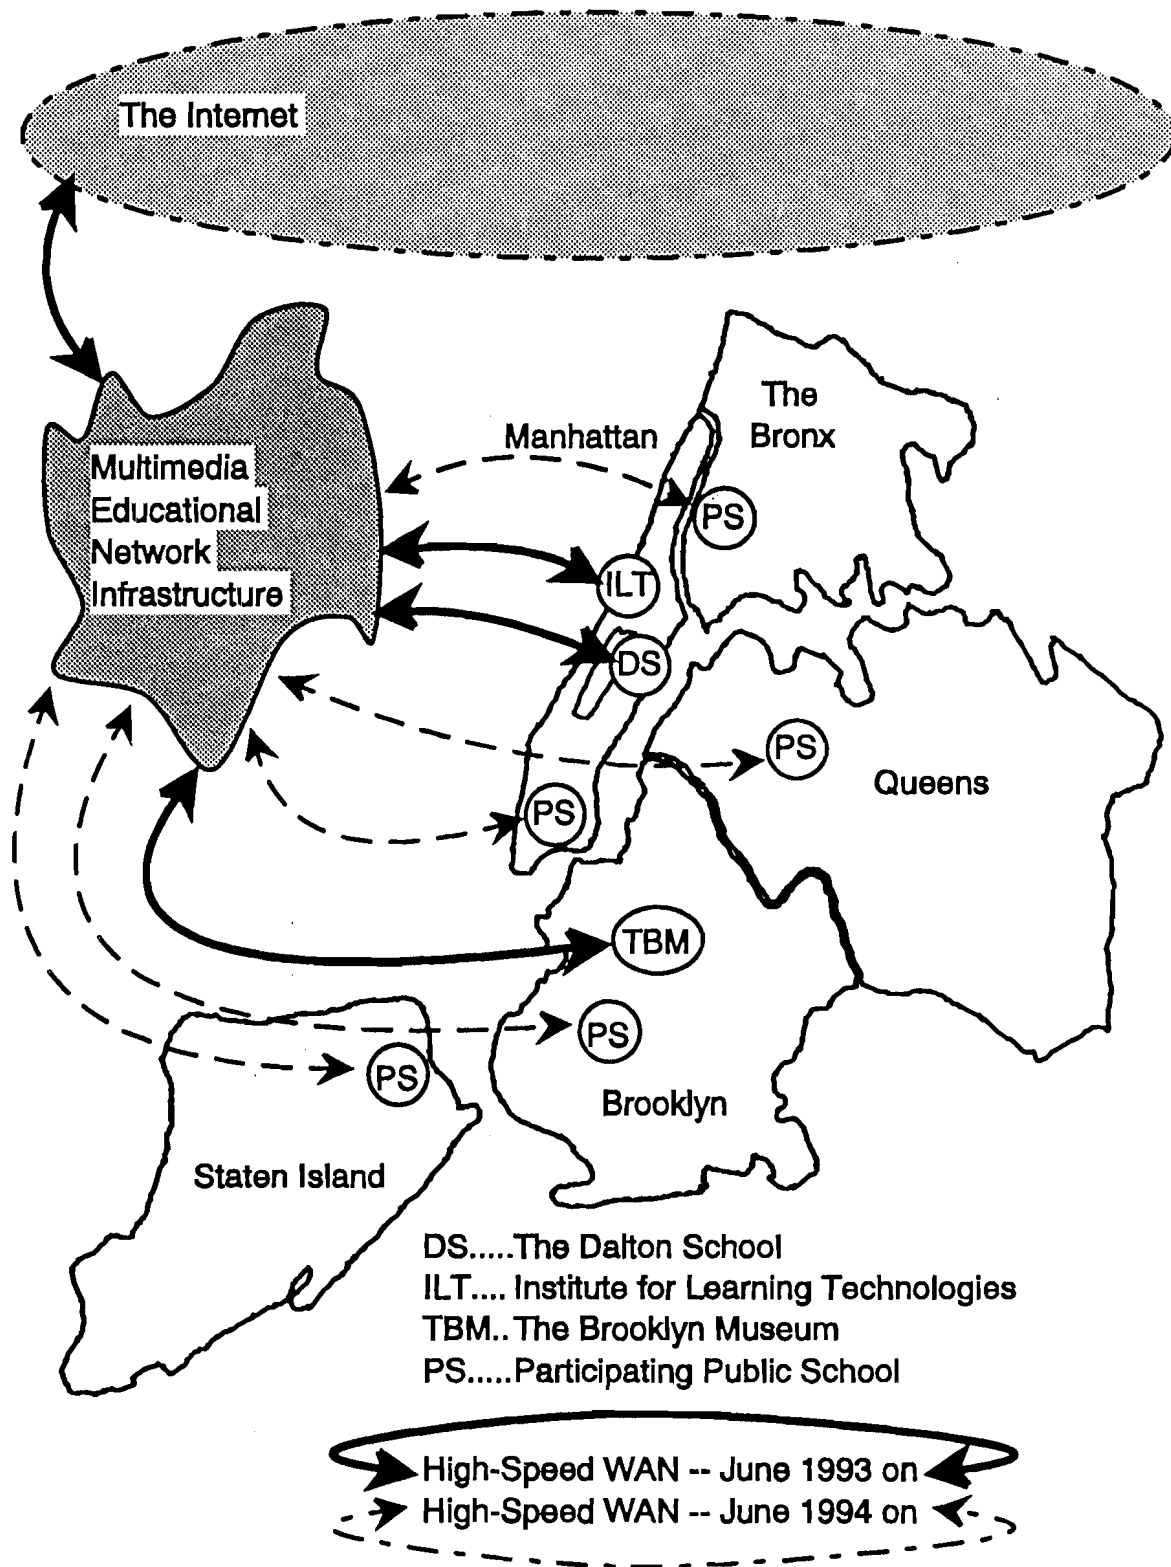 The Internet
The
Bronx
Manhattan
Multimedia
Educational
Network
Infrastructure
PS
ILT
DS
PS
Queens
PS
TBM
PS
PS
Brooklyn
Staten Island
DS.....The Dalton School
ILT.... Institute for Learning Technologies
TBM..The Brooklyn Museum
PS.....Participating Public School
High-Speed WAN -- June 1993 on
High-Speed WAN -- June 1994 on